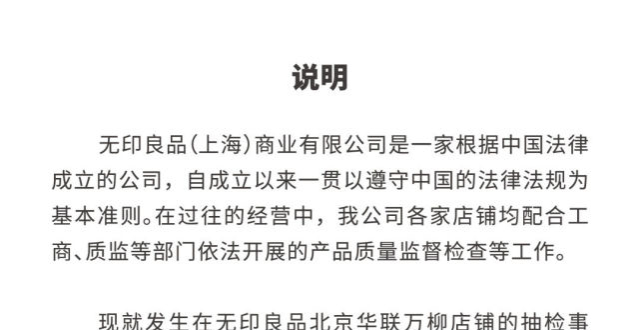 说明
无印良品(上海)商业有限公司是一家根据中国法律
成立的公司，自成立以来一贯以遵守中国的法律法规为
基本准则。在过往的经营中，我公司各家店铺均配合工
商、质监等部门依法开展的产品质量监督检查等工作。
现就发生在无印良品北京华联万柳店铺的抽检事